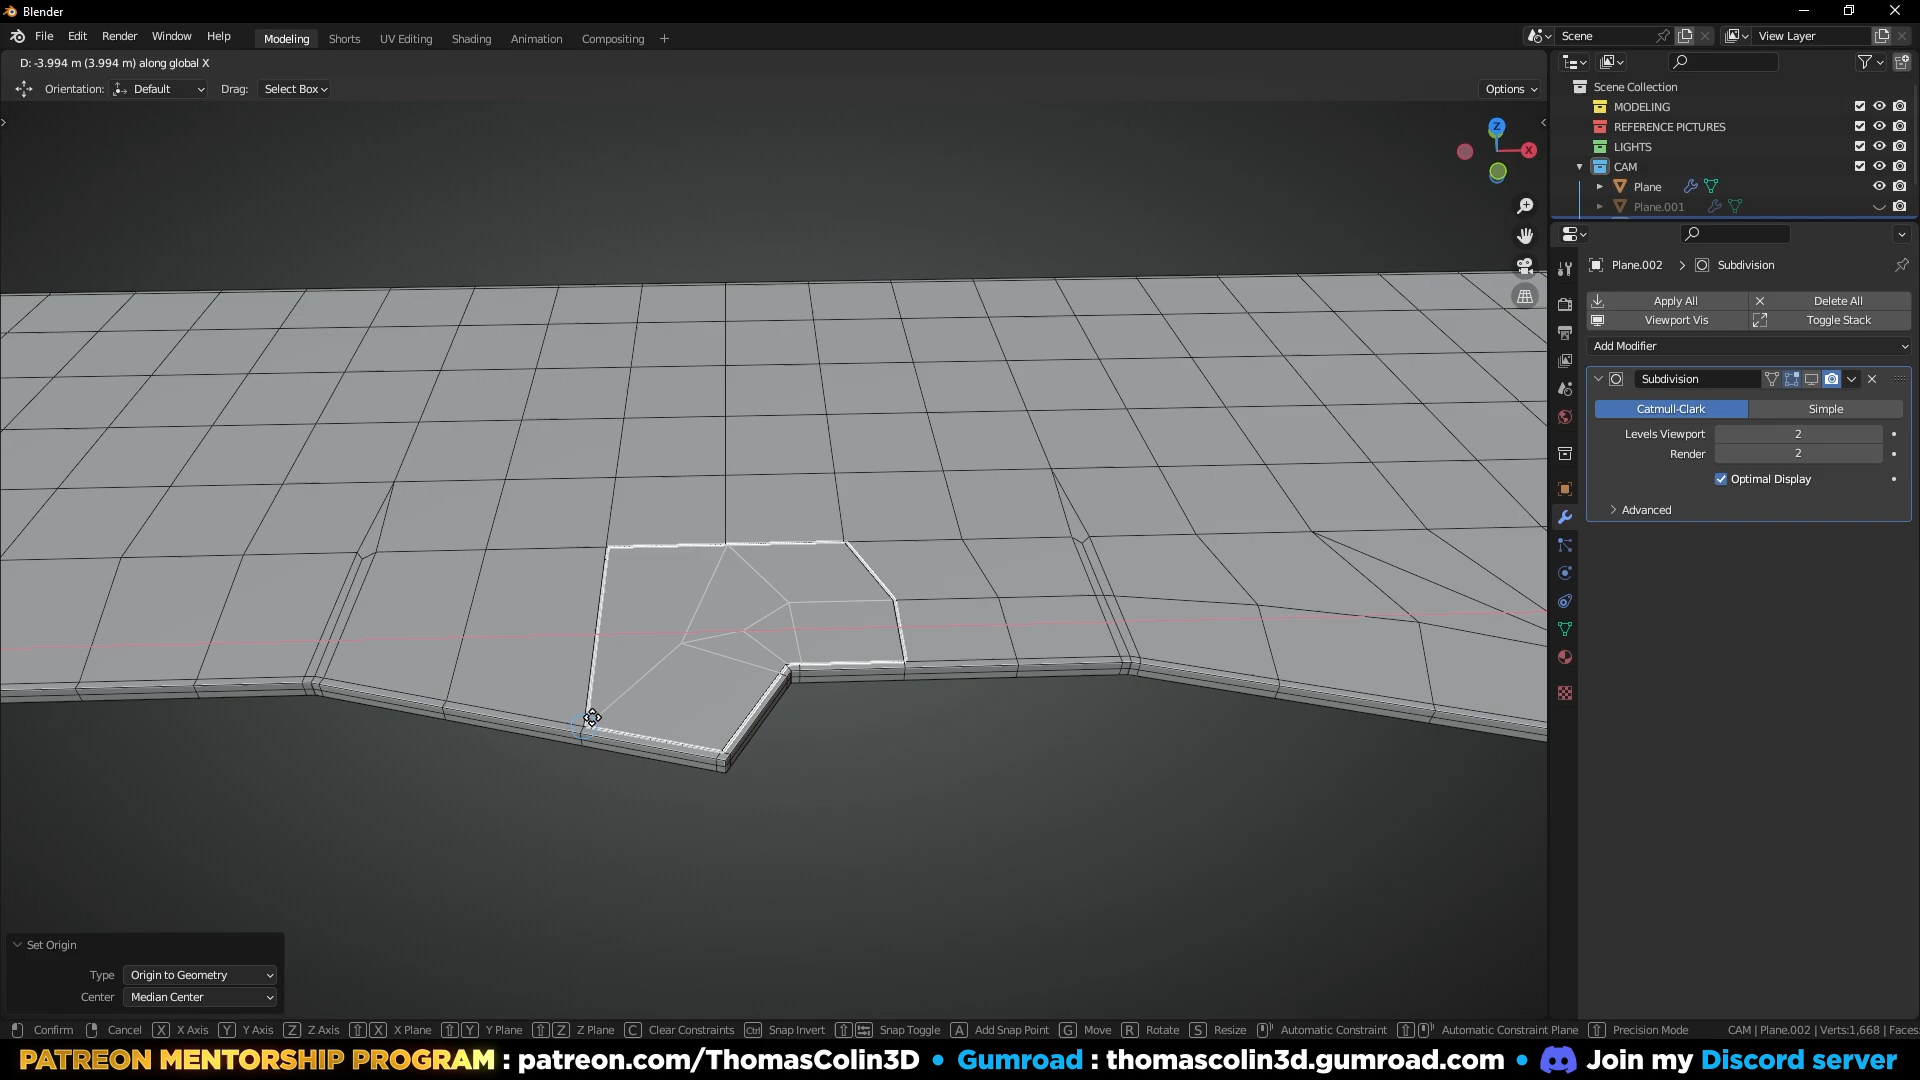 Blender
File Edit Render Window Help Modeling Shorts UV Editing Shading Animation Compositing + Scene View Layer
D: -3.994 m (3.994 m) along global X
Orientation: Default Drag: Select Box Options
Scene Collection
MODELING
REFERENCE PICTURES
LIGHTS
CAM
Plane
Plane.001
Z
X
Plane.002 > Subdivision
Apply All Delete All
Viewport Vis Toggle Stack
Add Modifier
Subdivision
Catmull-Clark Simple
Levels Viewport 2
Render 2
Optimal Display
Advanced
Set Origin
Type Origin to Geometry
Center Median Center
Confirm Cancel X X Axis Y Y Axis Z Z Axis X X Plane Y Y Plane Z Z Plane C Clear Constraints Ctrl Snap Invert Snap Toggle A Add Snap Point G Move R Rotate S Resize Automatic Constraint Automatic Constraint Plane Precision Mode CAM | Plane.002 | Verts:1,668 | Faces:
PATREON MENTORSHIP PROGRAM : patreon.com/ThomasColin3D • Gumroad : thomascolin3d.gumroad.com • Join my Discord server